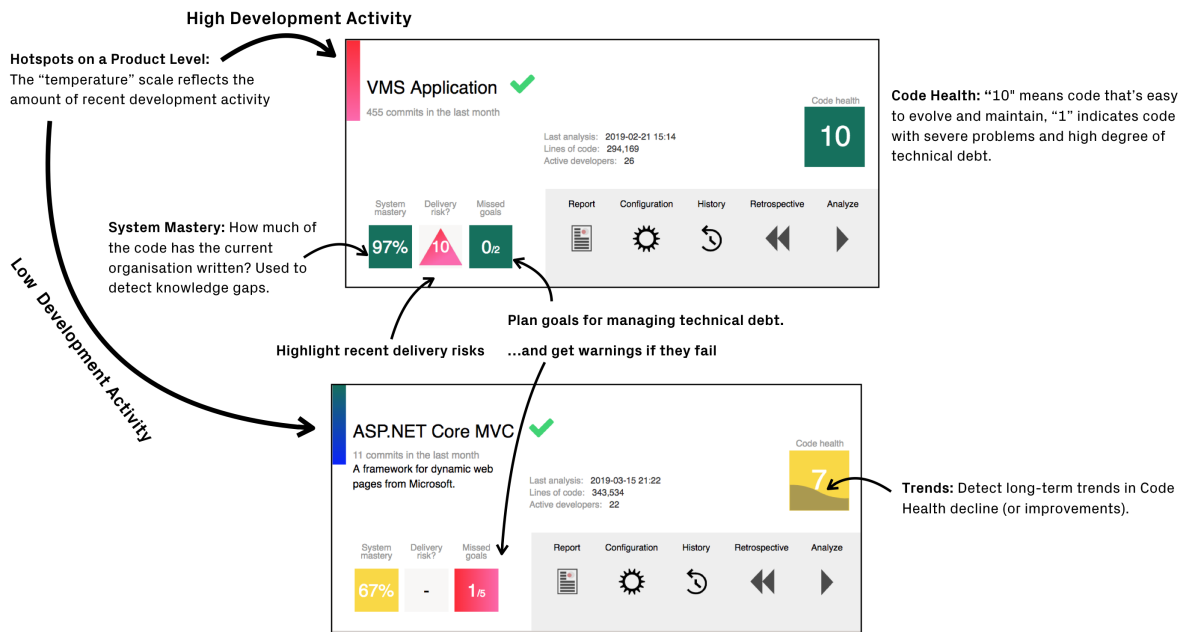 High Development Activity
Hotspots on a Product Level:
The “temperature” scale reflects the
amount of recent development activity
VMS Application
455 commits in the last month
Last analysis: 2019-02-21 15:14
Lines of code: 294,169
Active developers: 26
Code health
10
Code Health: “10" means code that’s easy
to evolve and maintain, “1” indicates code
with severe problems and high degree of
technical debt.
System
mastery
97%
Delivery
risk?
10
Missed
goals
0/2
Report
Configuration
History
Retrospective
Analyze
System Mastery: How much of
the code has the current
organisation written? Used to
detect knowledge gaps.
Low Development Activity
Highlight recent delivery risks
Plan goals for managing technical debt.
...and get warnings if they fail
ASP.NET Core MVC
11 commits in the last month
A framework for dynamic web
pages from Microsoft.
Last analysis: 2019-03-15 21:22
Lines of code: 343,534
Active developers: 22
Code health
7
Trends: Detect long-term trends in Code
Health decline (or improvements).
System
mastery
67%
Delivery
risk?
-
Missed
goals
1/5
Report
Configuration
History
Retrospective
Analyze